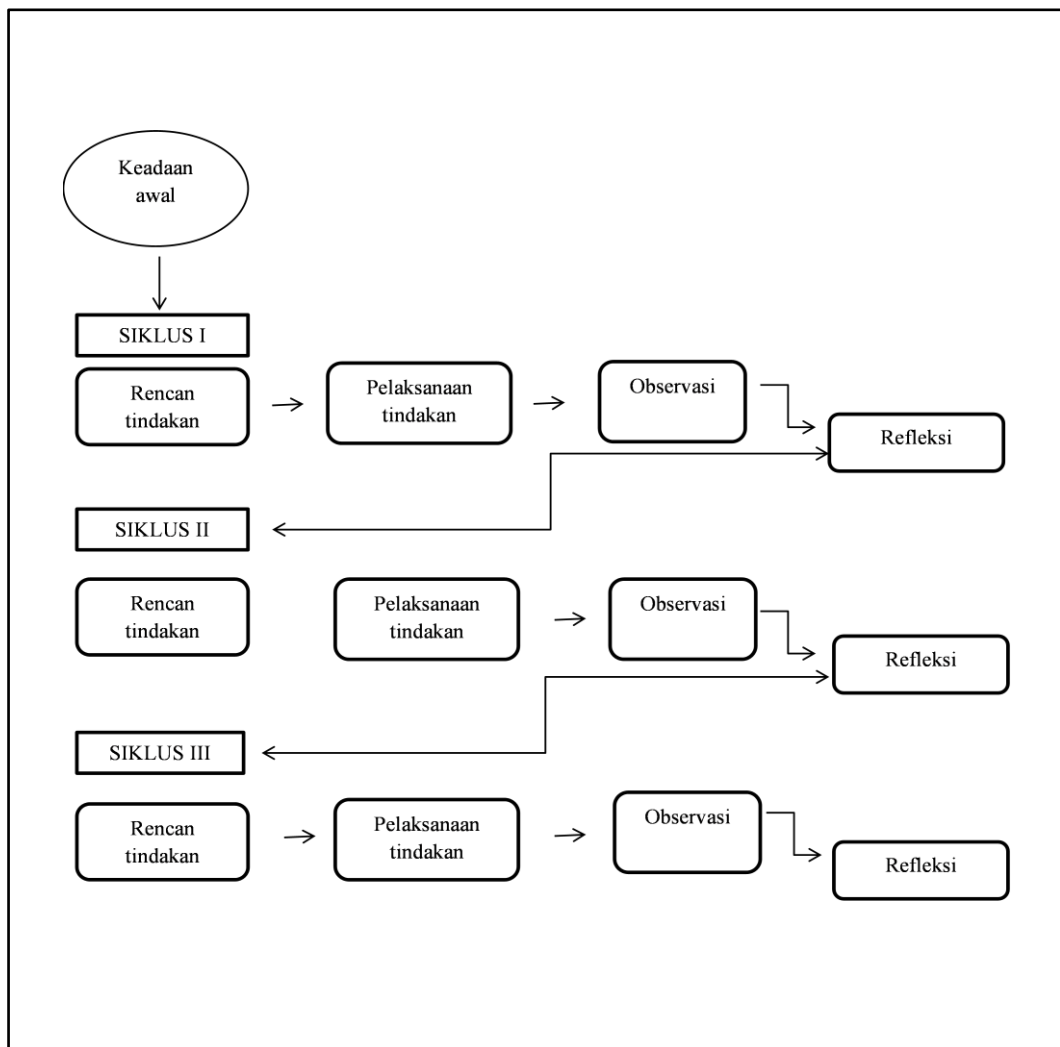 Keadaan
awal
SIKLUS I
Rencan
tindakan
Pelaksanaan
tindakan
Observasi
Refleksi
SIKLUS II
Rencan
tindakan
Pelaksanaan
tindakan
Observasi
Refleksi
SIKLUS III
Rencan
tindakan
Pelaksanaan
tindakan
Observasi
Refleksi